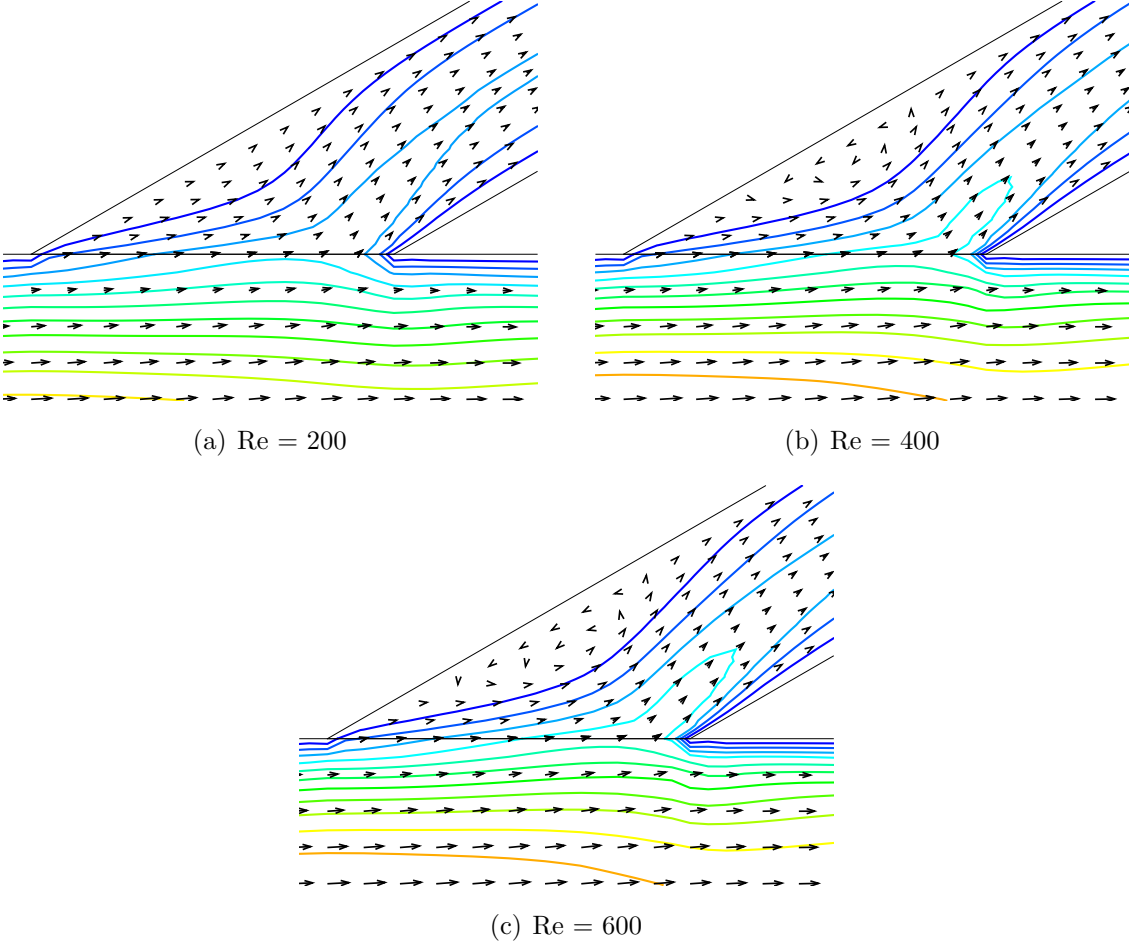 (a) Re = 200
(b) Re = 400
(c) Re = 600